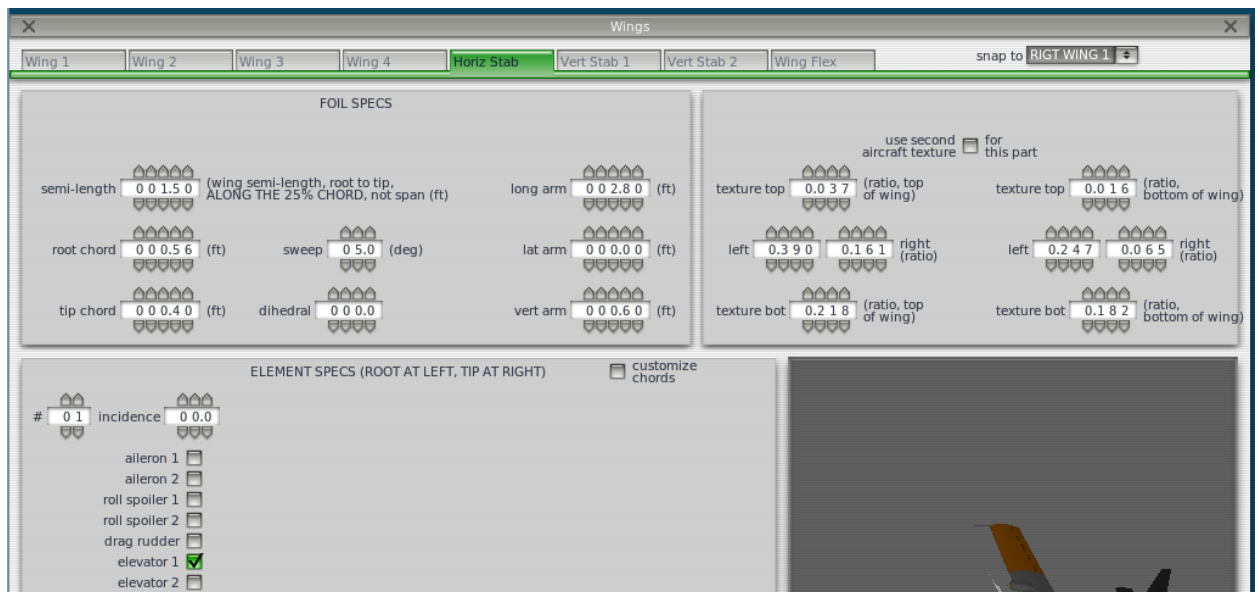 Wings
Wing 1 Wing 2 Wing 3 Wing 4 Horiz Stab Vert Stab 1 Vert Stab 2 Wing Flex snap to RIGT WING 1
FOIL SPECS
use second for
aircraft texture this part
semi-length 0 0 1.5 0 (wing semi-length, root to tip,
ALONG THE 25% CHORD, not span (ft) long arm 0 0 2.8 0 (ft) texture top 0.0 3 7 (ratio, top
of wing) texture top 0.0 1 6 (ratio,
bottom of wing)
root chord 0 0 0.5 6 (ft) sweep 0 5.0 (deg) lat arm 0 0 0.0 0 (ft) left 0.3 9 0 0.1 6 1 right
(ratio) left 0.2 4 7 0.0 6 5 right
(ratio)
tip chord 0 0 0.4 0 (ft) dihedral 0 0 0.0 vert arm 0 0 0.6 0 (ft) texture bot 0.2 1 8 (ratio, top
of wing) texture bot 0.1 8 2 (ratio,
bottom of wing)
ELEMENT SPECS (ROOT AT LEFT, TIP AT RIGHT) customize
chords
# 0 1 incidence 0 0.0
aileron 1
aileron 2
roll spoiler 1
roll spoiler 2
drag rudder
elevator 1
elevator 2